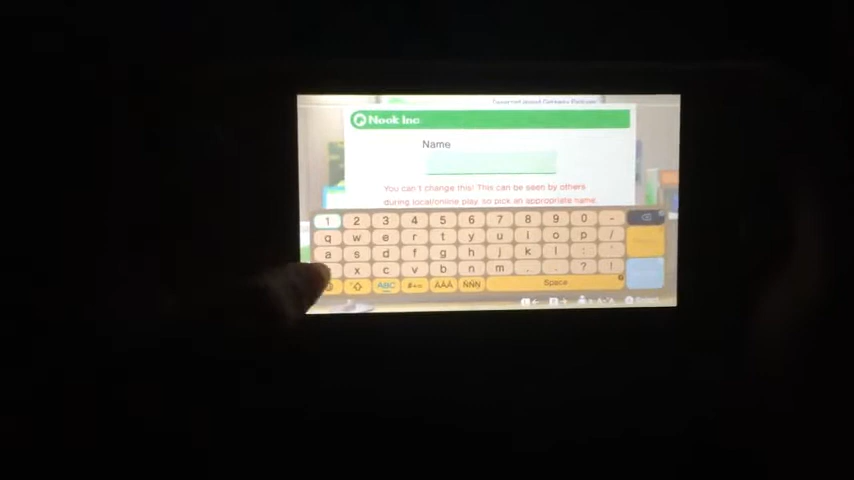 Nook Inc
Name
You can't change this! This can be seen by others
during local/online play, so pick an appropriate name.
1 2 3 4 5 6 7 8 9 0 -
q w e r t y u i o p /
a s d f g h j k l : '
x c v b n m , . ? !
ABC #+= ÀÁÂ ÑÑÑ Space
Select